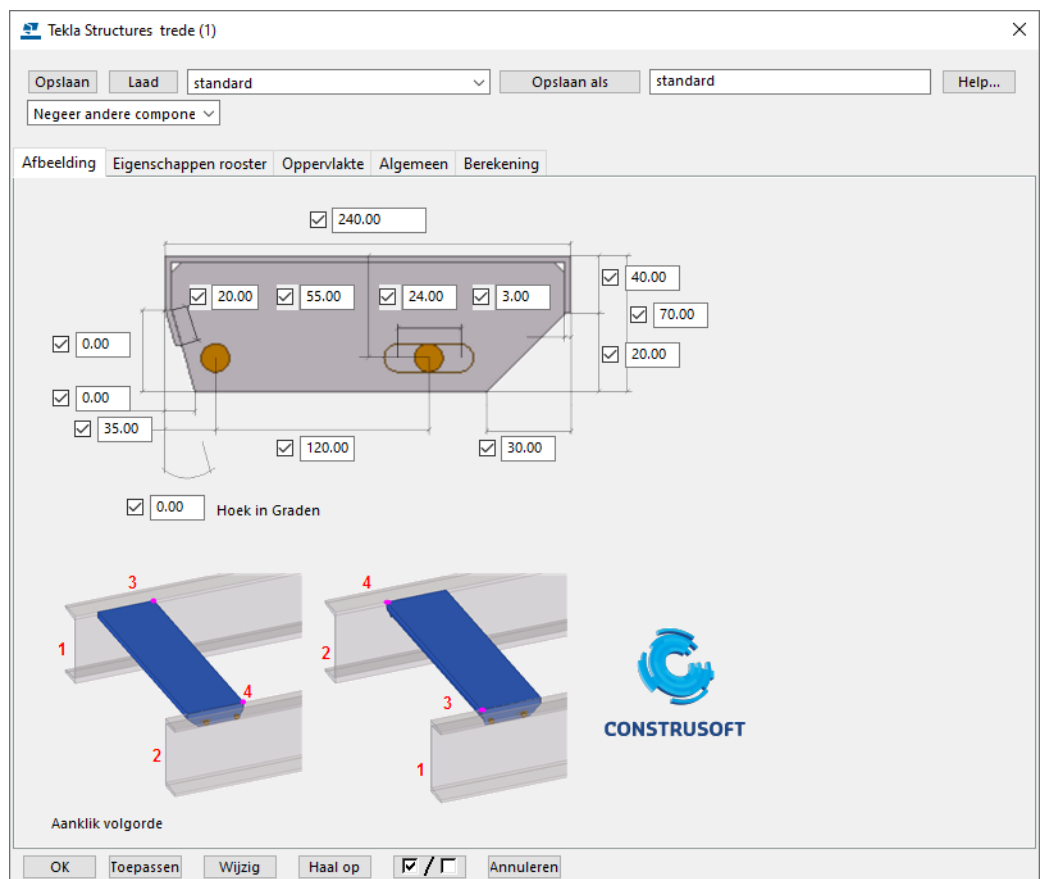 Tekla Structures trede (1)
Opslaan Laad standard Opslaan als standard Help...
Negeer andere compone
Afbeelding Eigenschappen rooster Oppervlakte Algemeen Berekening
240.00
40.00
20.00 55.00 24.00 3.00
70.00
0.00
20.00
0.00
35.00
120.00 30.00
0.00 Hoek in Graden
3
4
1
2
4
3
2
1
CONSTRUSOFT
Aanklik volgorde
OK Toepassen Wijzig Haal op / Annuleren